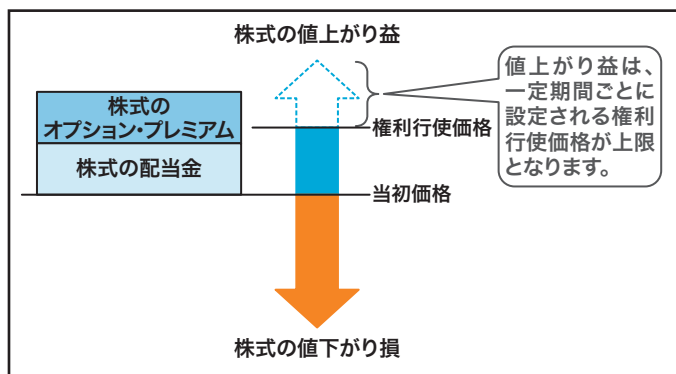 株式の値上がり益
値上がり益は、
一定期間ごとに
設定される権利
行使価格が上限
となります。
株式の
オプション・プレミアム
権利行使価格
株式の配当金
当初価格
株式の値下がり損